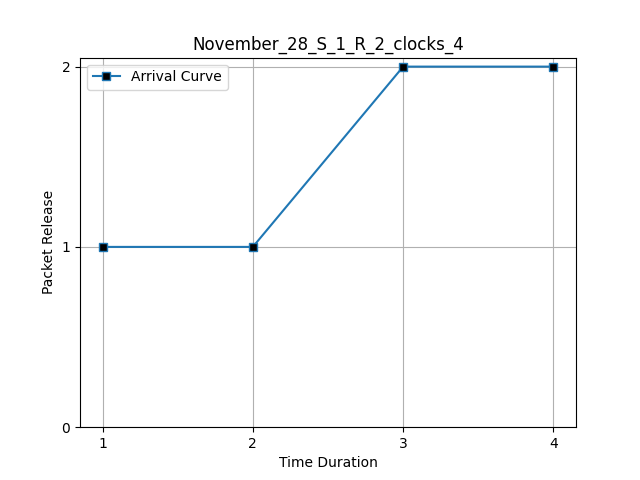 November_28_S_1_R_2_clocks_4
Arrival Curve
Packet Release
2
1
0
1 2 3 4
Time Duration